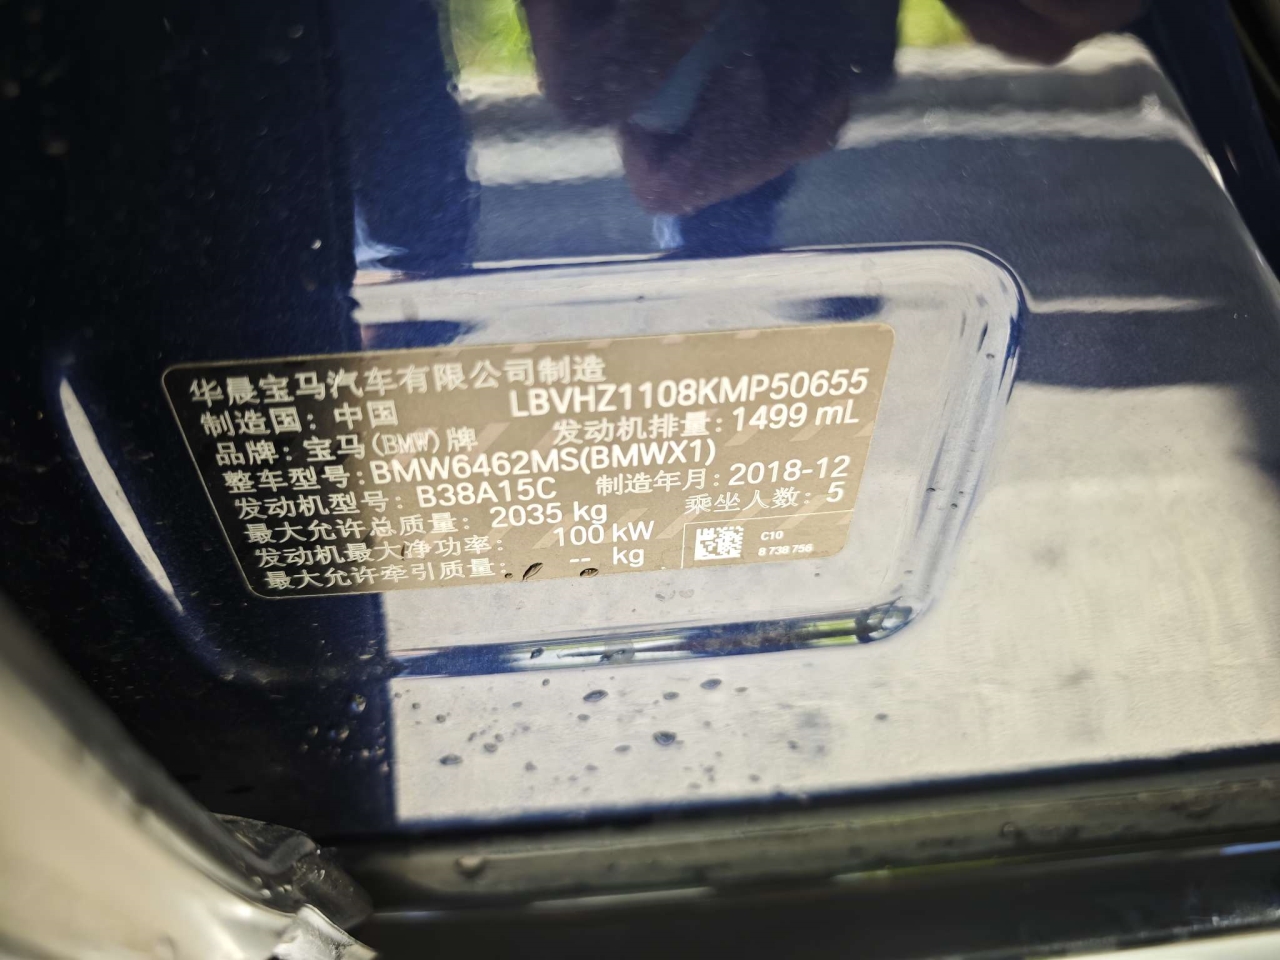 华晨宝马汽车有限公司制造
制造国: 中国 LBVHZ1108KMP50655
品牌: 宝马(BMW)牌 发动机排量: 1499 mL
整车型号: BMW6462MS(BMWX1)
发动机型号: B38A15C 制造年月: 2018-12
最大允许总质量: 2035 kg 乘坐人数: 5
发动机最大净功率: 100 kW
最大允许牵引质量: -- kg
C10
8 738 756